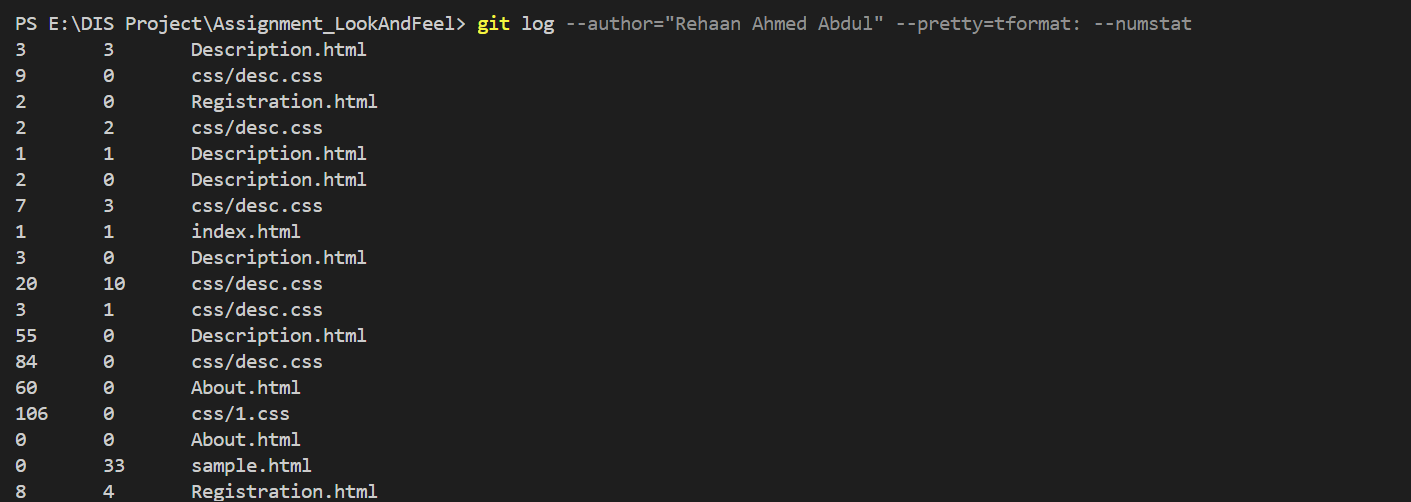 PS E:\DIS Project\Assignment_LookAndFeel> git log --author="Rehaan Ahmed Abdul" --pretty=tformat: --numstat
3 3 Description.html
9 0 css/desc.css
2 0 Registration.html
2 2 css/desc.css
1 1 Description.html
2 0 Description.html
7 3 css/desc.css
1 1 index.html
3 0 Description.html
20 10 css/desc.css
3 1 css/desc.css
55 0 Description.html
84 0 css/desc.css
60 0 About.html
106 0 css/1.css
0 0 About.html
0 33 sample.html
8 4 Registration.html